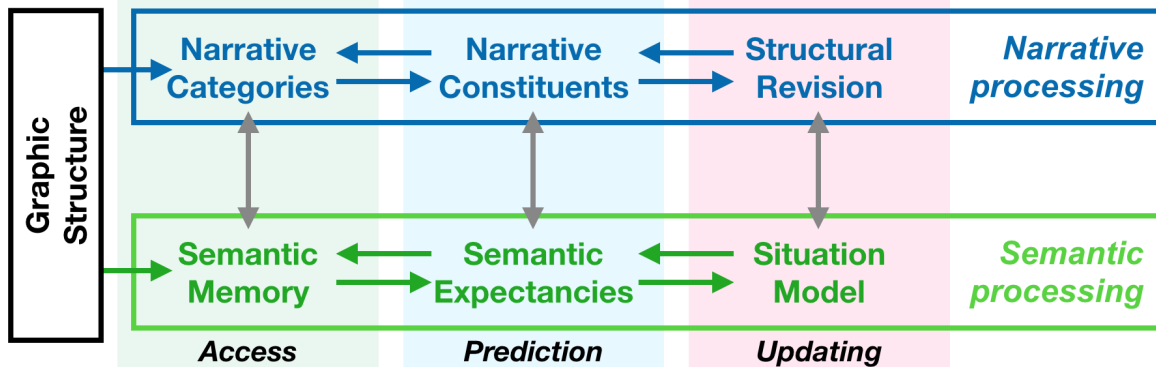 Graphic
Structure
Narrative
Categories
Narrative
Constituents
Structural
Revision
Narrative
processing
Semantic
Memory
Semantic
Expectancies
Situation
Model
Semantic
processing
Access
Prediction
Updating